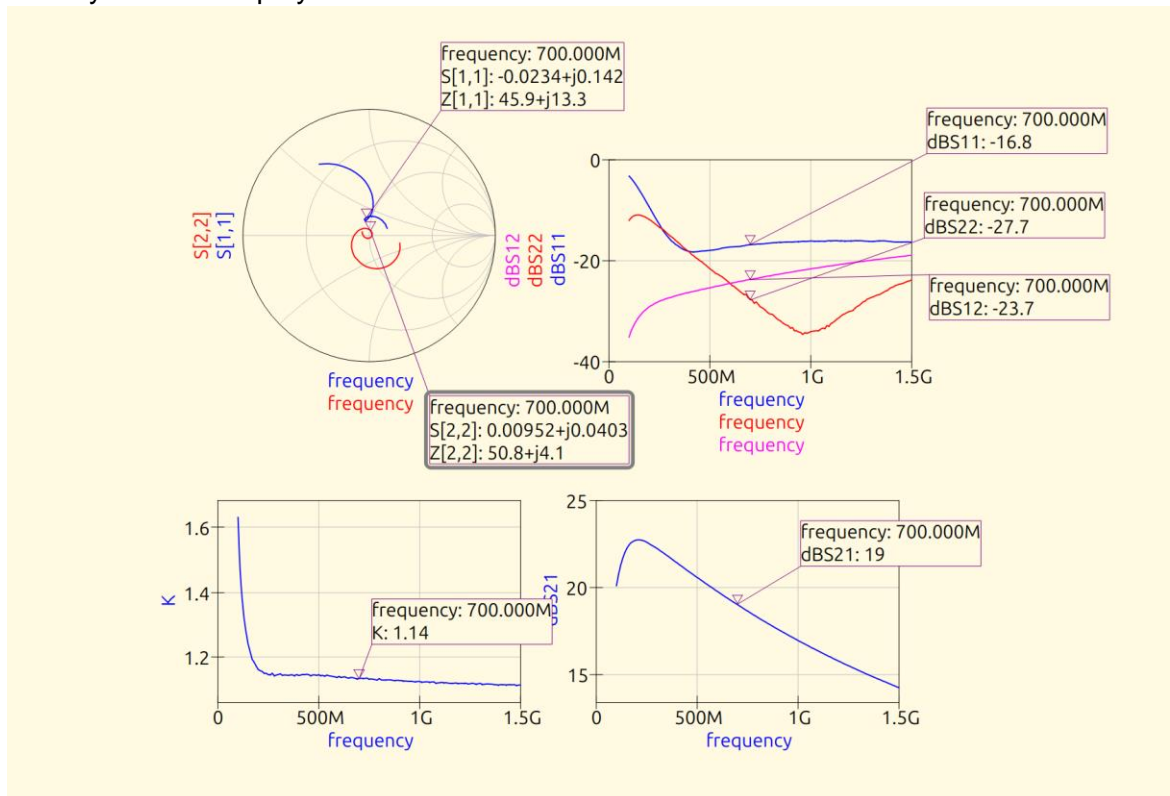 frequency: 700.000M
S[1,1]: -0.0234+j0.142
Z[1,1]: 45.9+j13.3
S[2,2]
S[1,1]
frequency
frequency
frequency: 700.000M
S[2,2]: 0.00952+j0.0403
Z[2,2]: 50.8+j4.1
frequency: 700.000M
dBS11: -16.8
frequency: 700.000M
dBS22: -27.7
frequency: 700.000M
dBS12: -23.7
dBS12
dBS22
dBS11
0
-20
-40
0
500M
1G
1.5G
frequency
frequency
frequency
K
1.6
1.4
1.2
frequency: 700.000M
K: 1.14
0
500M
1G
1.5G
frequency
25
20
15
frequency: 700.000M
dBS21: 19
0
500M
1G
1.5G
frequency